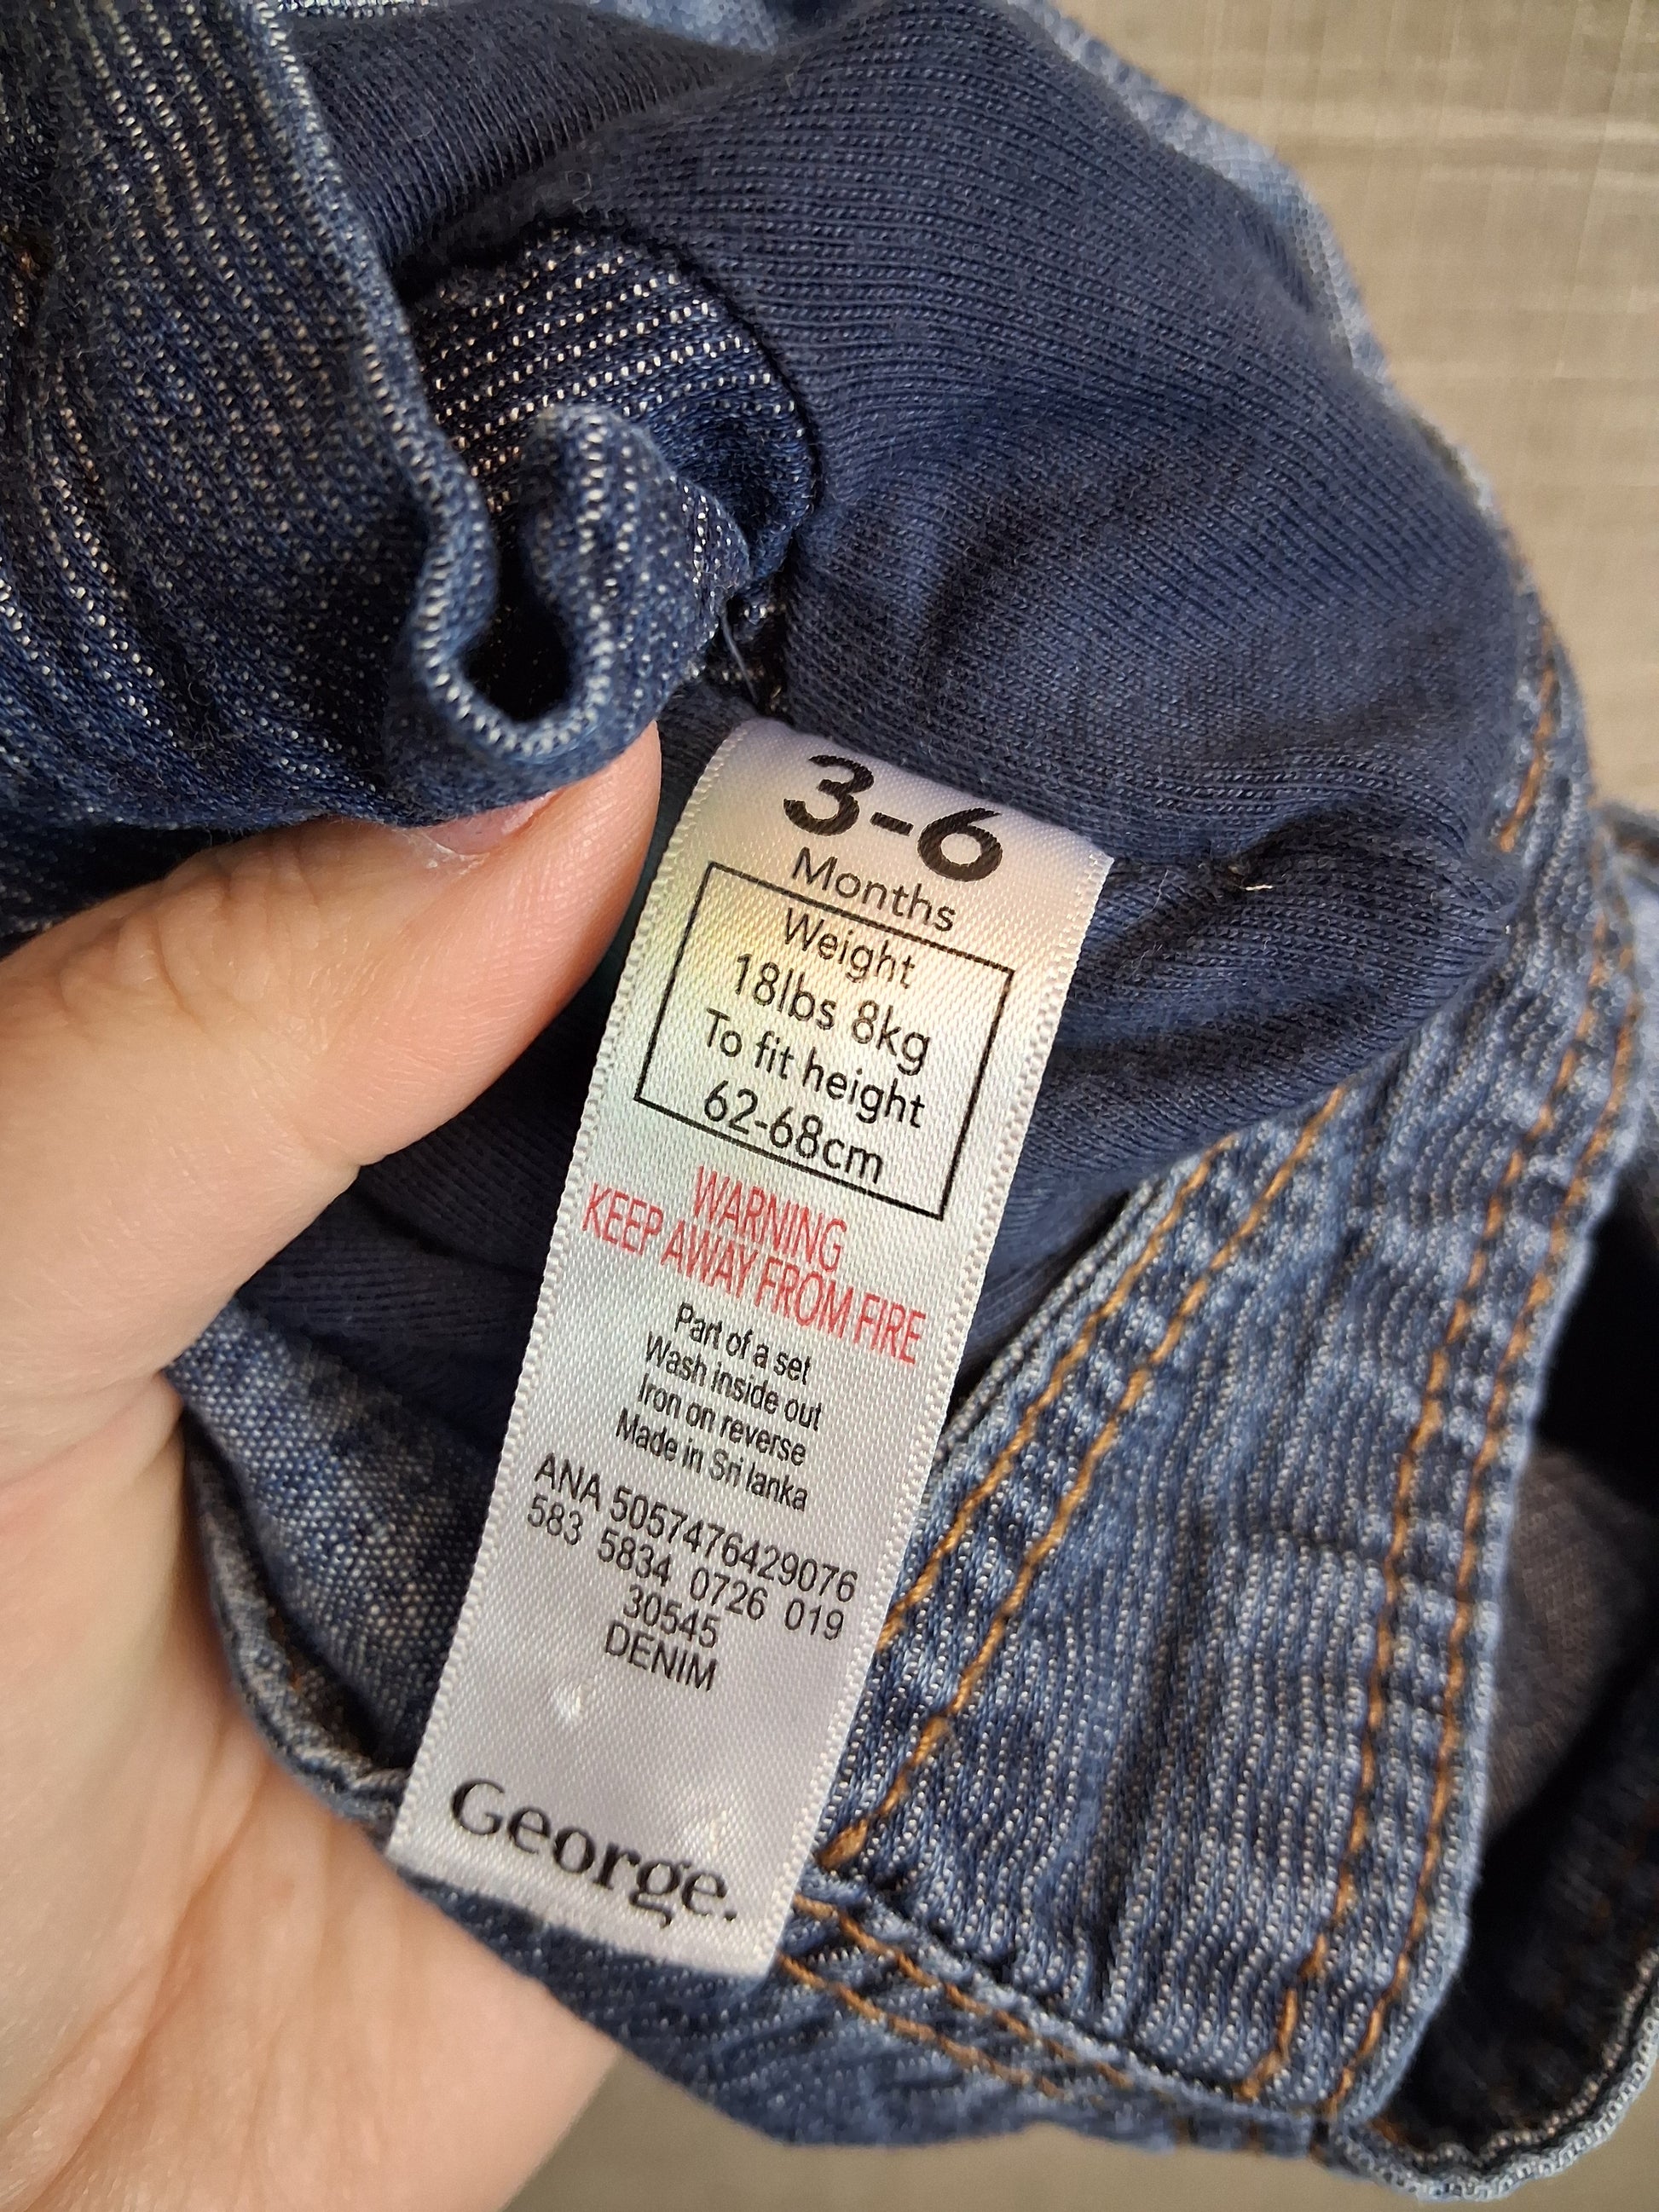 3-6
Months
Weight
18lbs 8kg
To fit height
62-68cm
WARNING
KEEP AWAY FROM FIRE
Part of a set
Wash inside out
Iron on reverse
Made in Sri lanka
ANA 5057476429076
583 5834 0726 019
30545
DENIM
George.